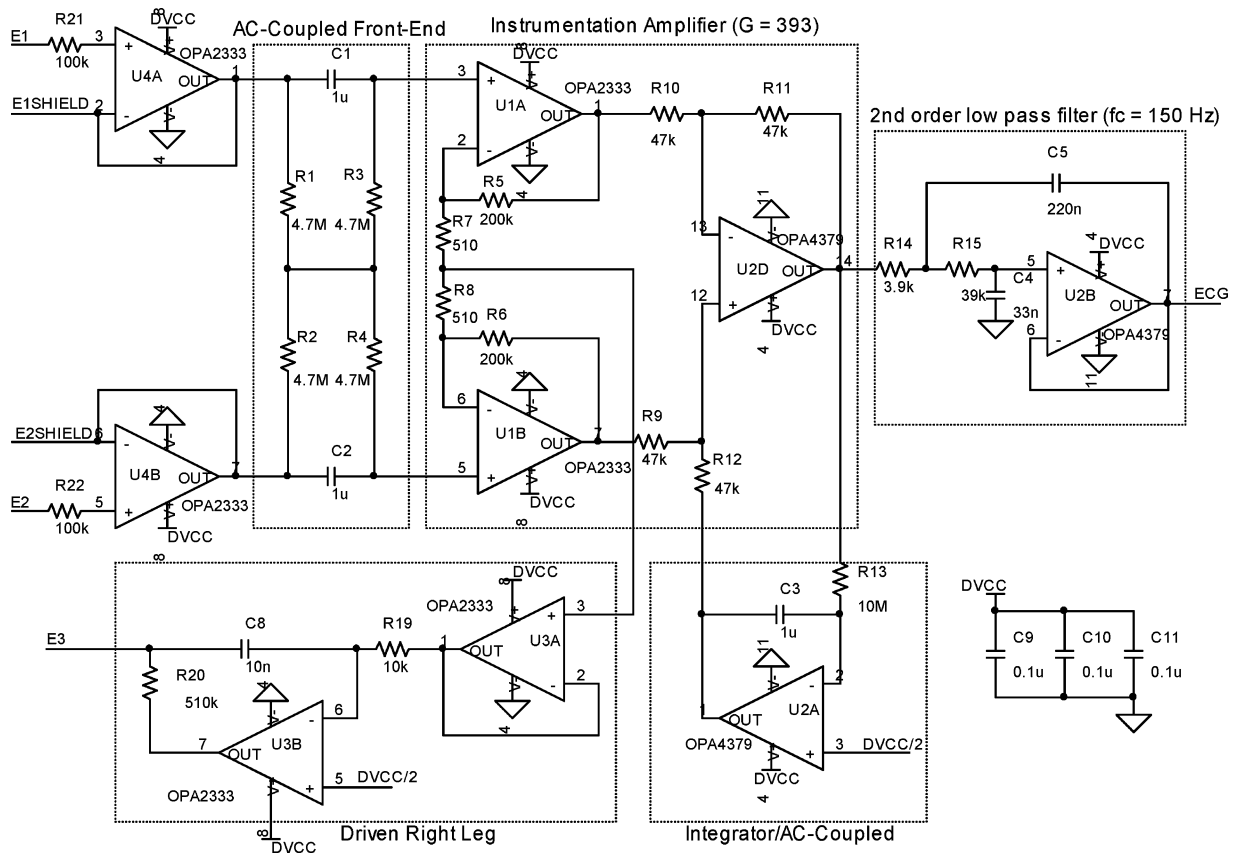 AC-Coupled Front-End
E1
R21
100k
3
+
8
DVCC
V+
OPA2333
U4A
OUT
1
E1SHIELD
2
-
V-
4
C1
1u
R1
4.7M
R3
4.7M
R2
4.7M
R4
4.7M
C2
1u
E2SHIELD
6
-
4
V-
U4B
OUT
7
E2
R22
100k
5
+
V+
OPA2333
DVCC
8
Instrumentation Amplifier (G = 393)
8
DVCC
V+
OPA2333
3
+
U1A
OUT
1
2
-
V-
4
R5
200k
R7
510
R8
510
R6
200k
6
-
4
V-
U1B
OUT
7
5
+
V+
OPA2333
DVCC
8
R10
47k
R11
47k
R9
47k
R12
47k
11
V-
OPA4379
13
-
U2D
OUT
14
12
+
V+
DVCC
4
2nd order low pass filter (fc = 150 Hz)
C5
220n
R14
3.9k
R15
39k
C4
33n
4
DVCC
5
+
V+
U2B
OUT
7
ECG
6
-
V-
OPA4379
11
8
DVCC
OPA2333
V+
3
+
U3A
OUT
1
2
-
V-
4
E3
C8
10n
R19
10k
R20
510k
4
V-
6
-
U3B
7
OUT
5
+
DVCC/2
OPA2333
V+
8
DVCC
Driven Right Leg
R13
10M
C3
1u
11
V-
2
-
U2A
1
OUT
OPA4379
3
+
DVCC/2
V+
DVCC
4
Integrator/AC-Coupled
DVCC
C9
0.1u
C10
0.1u
C11
0.1u